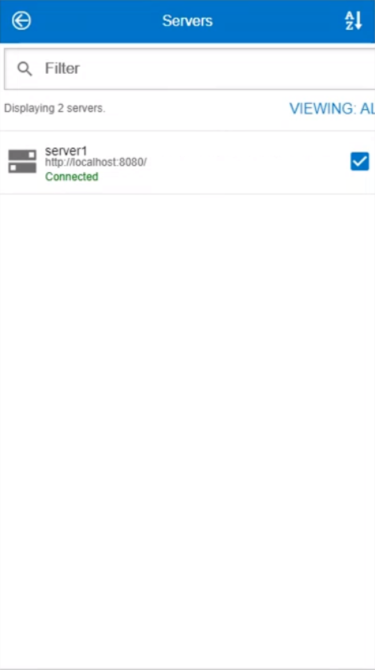 Servers
A
Z
Filter
Displaying 2 servers.
VIEWING: AL
server1
http://localhost:8080/
Connected